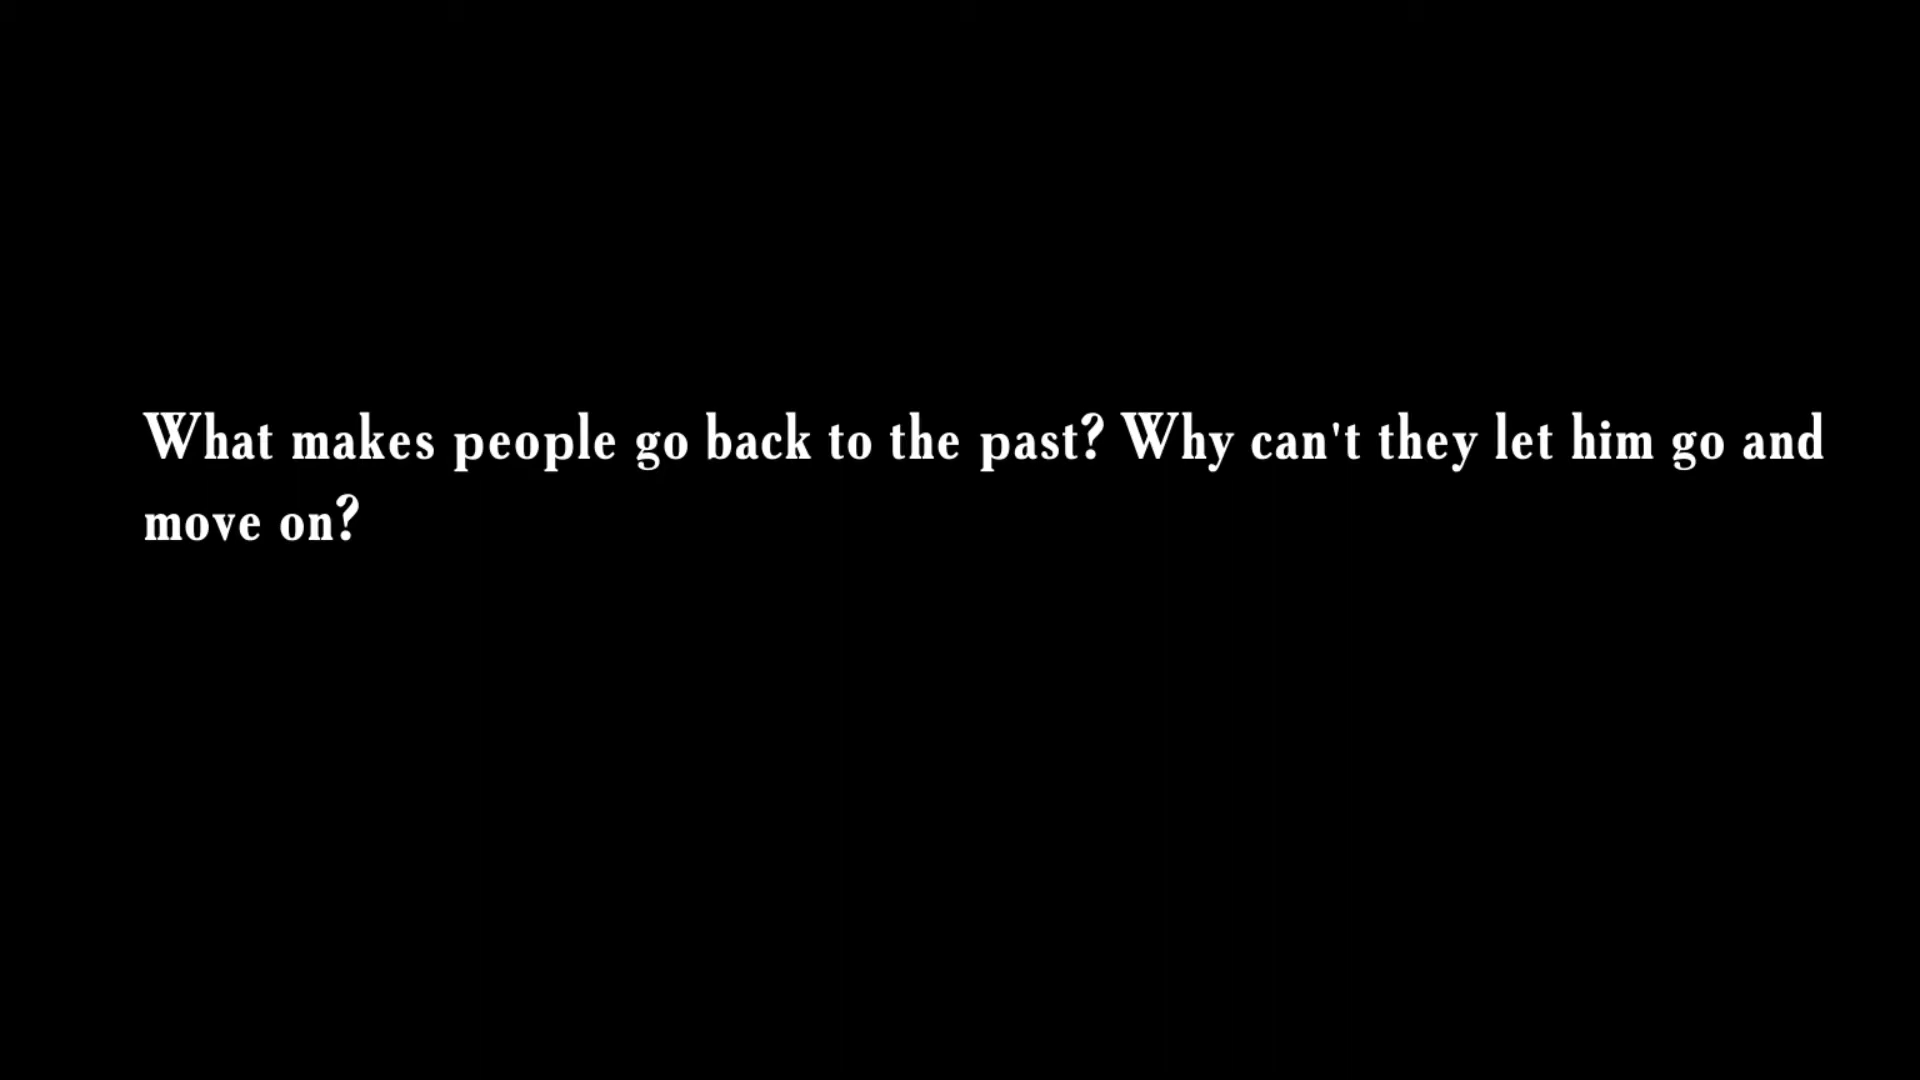 What makes people go back to the past? Why can't they let him go and
move on?